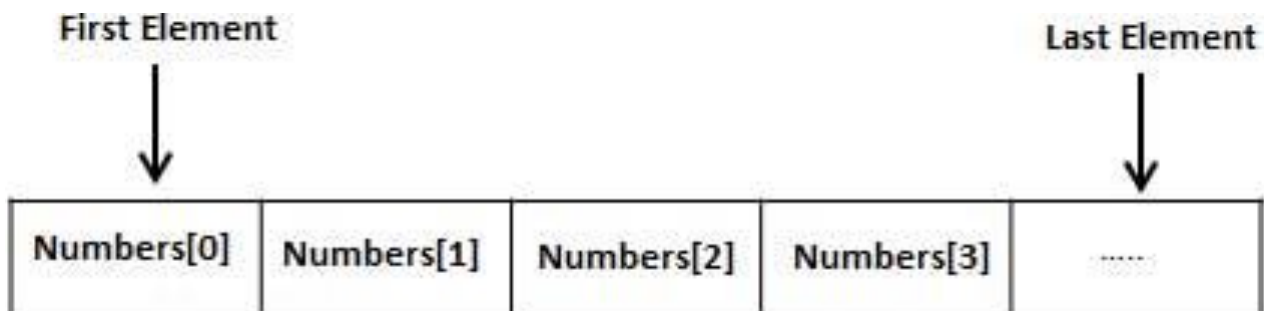 First Element
Last Element
Numbers[0] Numbers[1] Numbers[2] Numbers[3] .....